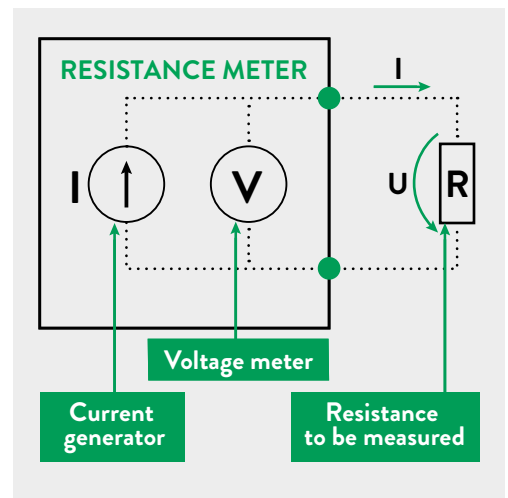 RESISTANCE METER
I
I
V
U
R
Voltage meter
Current
generator
Resistance
to be measured